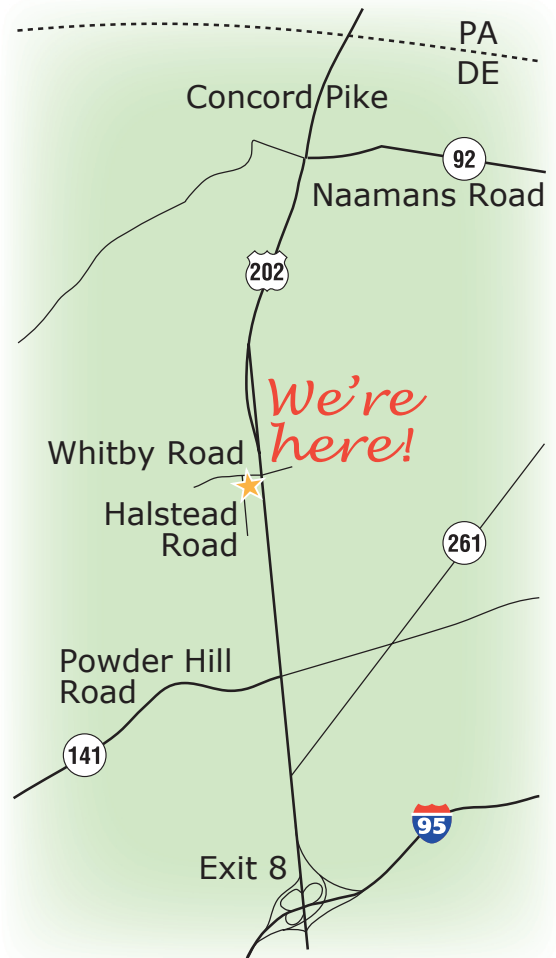 PA
DE
Concord Pike
92
Naamans Road
202
We're
here!
Whitby Road
Halstead
Road
261
Powder Hill
Road
141
95
Exit 8